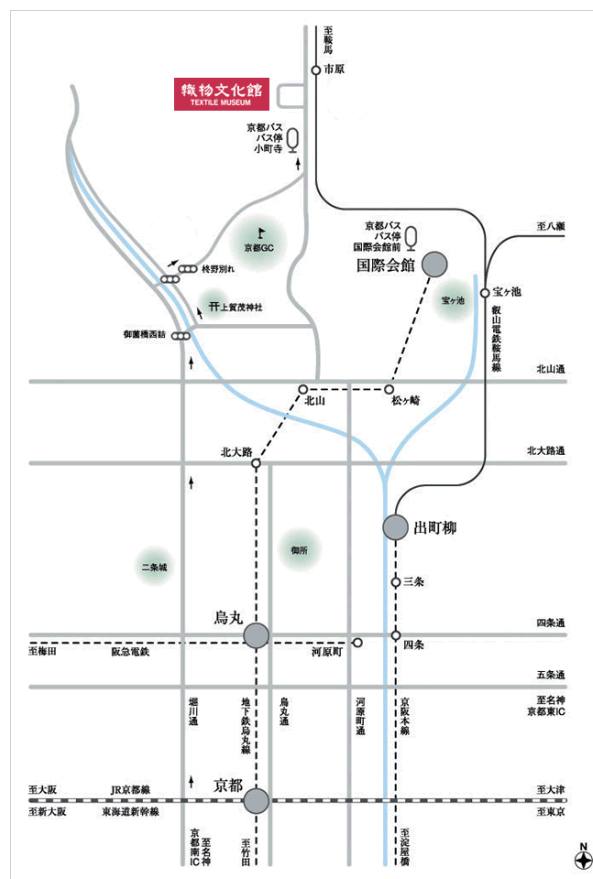 至鞍馬
市原
織物文化館
TEXTILE MUSEUM
京都バス
バス停
小町寺
京都バス
バス停
国際会館前
至八瀬
京都GC
国際会館
柊野別れ
宝ヶ池
宝ヶ池
上賀茂神社
叡山電鉄鞍馬線
御薗橋西詰
北山通
北山
松ヶ崎
北大路
北大路通
出町柳
御所
二条城
三条
烏丸
四条通
至梅田
阪急電鉄
河原町
四条
五条通
堀川通
地下鉄烏丸線
烏丸通
河原町通
京阪本線
至名神
京都東IC
京都
至大阪
JR京都線
至大津
至新大阪
東海道新幹線
至東京
至名神
京都南IC
至竹田
至淀屋橋
N